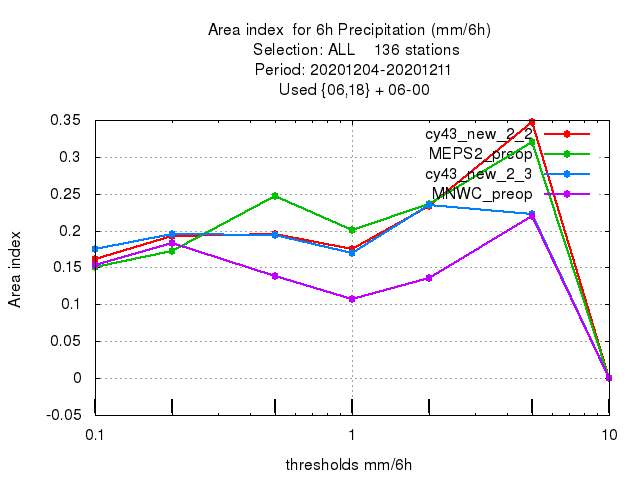 Area index for 6h Precipitation (mm/6h)
Selection: ALL 136 stations
Period: 20201204-20201211
Used {06,18} + 06-00
0.35
0.3
0.25
0.2
0.15
0.1
0.05
0
-0.05
Area index
cy43_new_2_2
MEPS2_preop
cy43_new_2_3
MNWC_preop
0.1 1 10
thresholds mm/6h